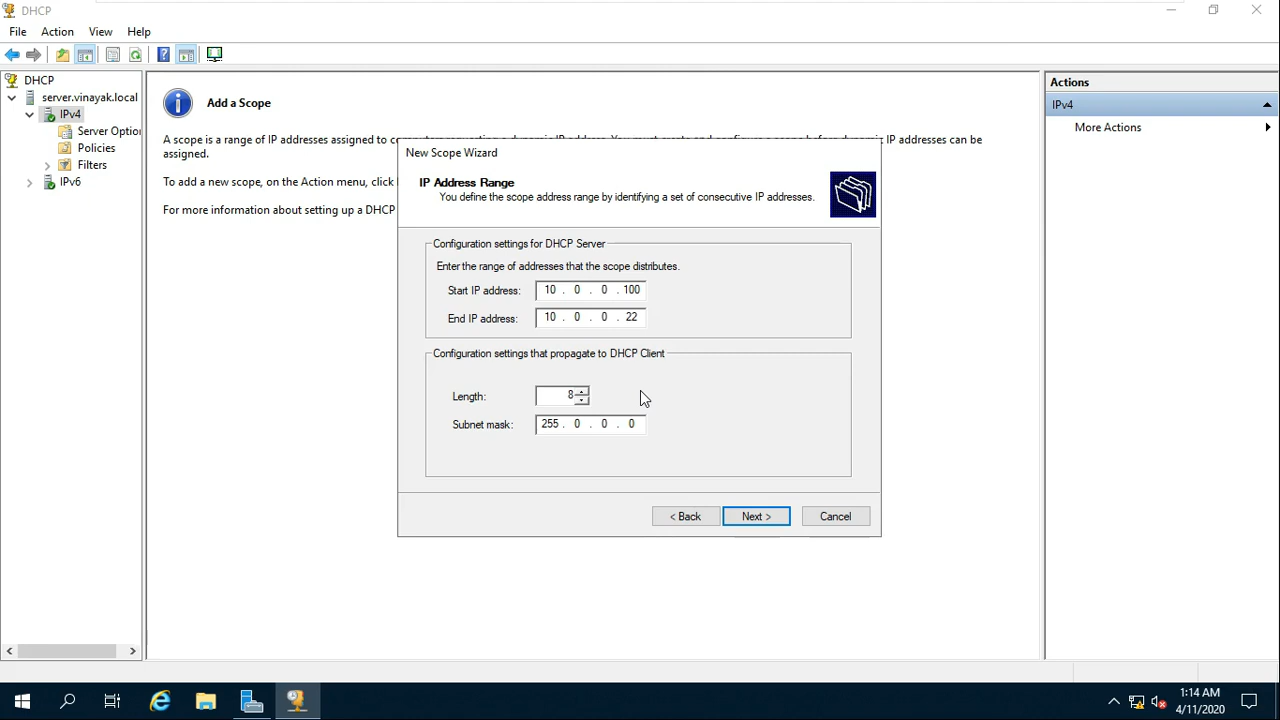 DHCP
File Action View Help
DHCP
server.vinayak.local
IPv4
Server Optio
Policies
Filters
IPv6
Add a Scope
A scope is a range of IP addresses assigned to co
IP addresses can be
assigned.
To add a new scope, on the Action menu, click
For more information about setting up a DHCP
New Scope Wizard
IP Address Range
You define the scope address range by identifying a set of consecutive IP addresses.
Configuration settings for DHCP Server
Enter the range of addresses that the scope distributes.
Start IP address: 10 . 0 . 0 . 100
End IP address: 10 . 0 . 0 . 22
Configuration settings that propagate to DHCP Client
Length: 8
Subnet mask: 255 . 0 . 0 . 0
< Back Next > Cancel
Actions
IPv4
More Actions
1:14 AM
4/11/2020